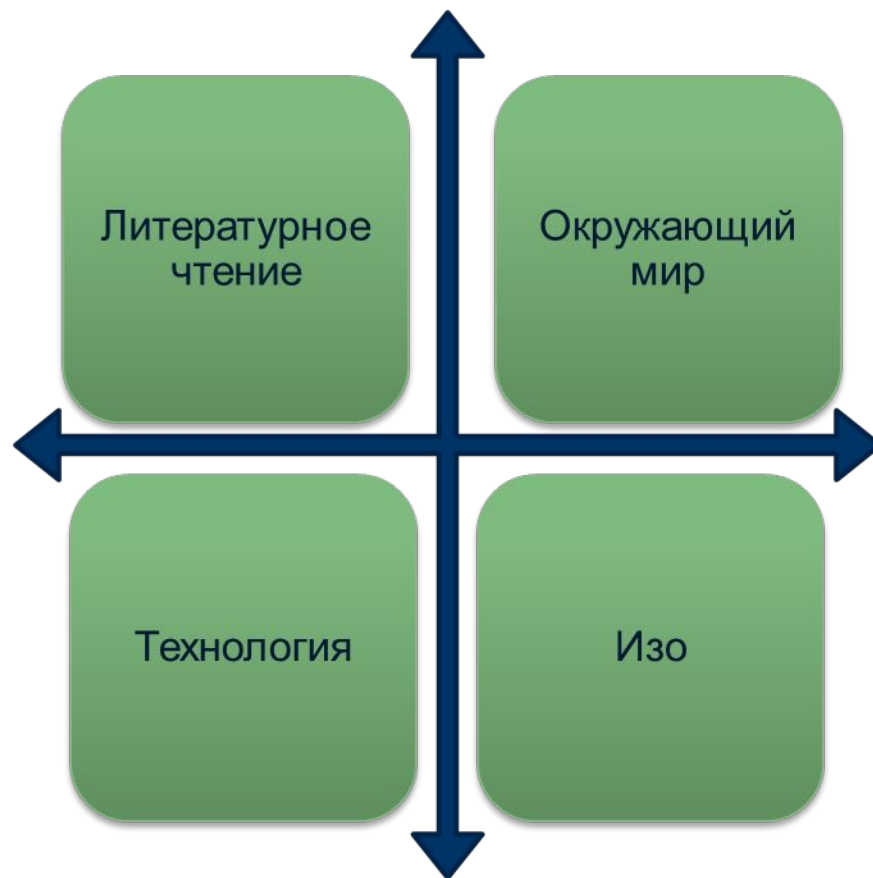 Литературное
чтение
Окружающий
мир
Технология
Изо